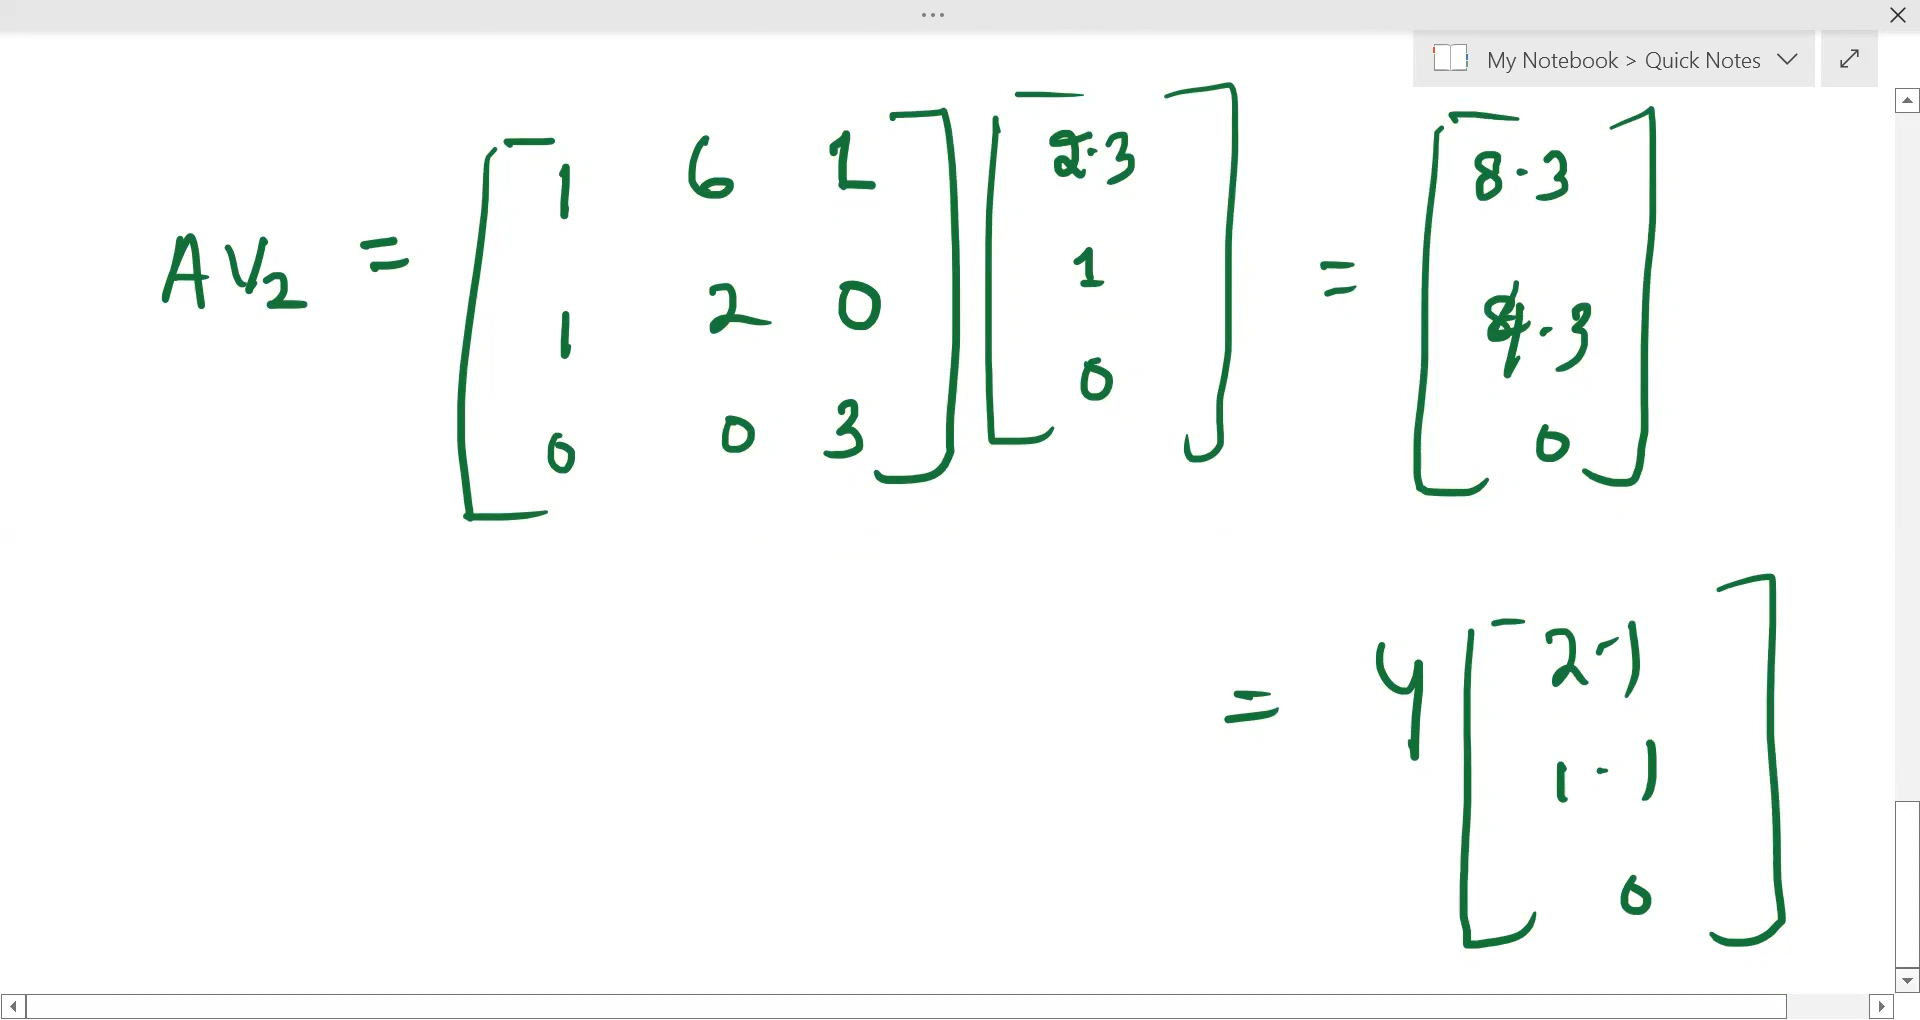 My Notebook > Quick Notes
1 6 1 2.3 8.3
AV2 = 1 2 0 1 = 4.3
0 0 3 0 0
= 4 2.1
1.1
0